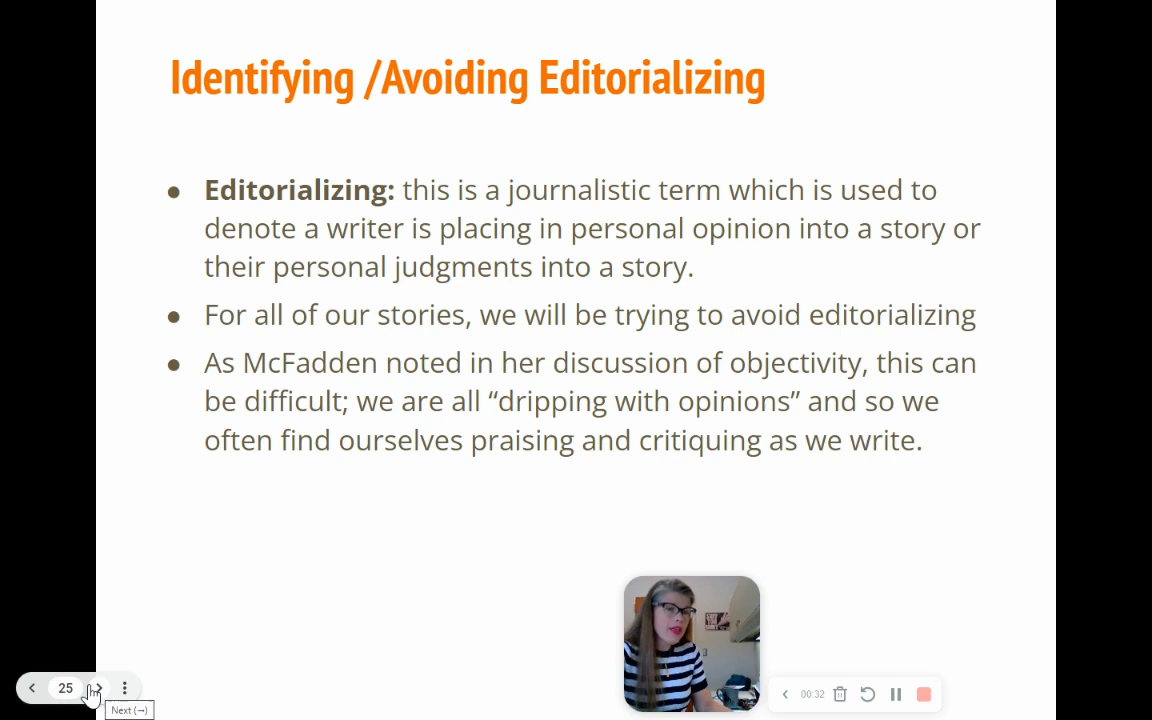 Identifying /Avoiding Editorializing
● Editorializing: this is a journalistic term which is used to
denote a writer is placing in personal opinion into a story or
their personal judgments into a story.
● For all of our stories, we will be trying to avoid editorializing
● As McFadden noted in her discussion of objectivity, this can
be difficult; we are all “dripping with opinions” and so we
often find ourselves praising and critiquing as we write.
25
Next (→)
00:32